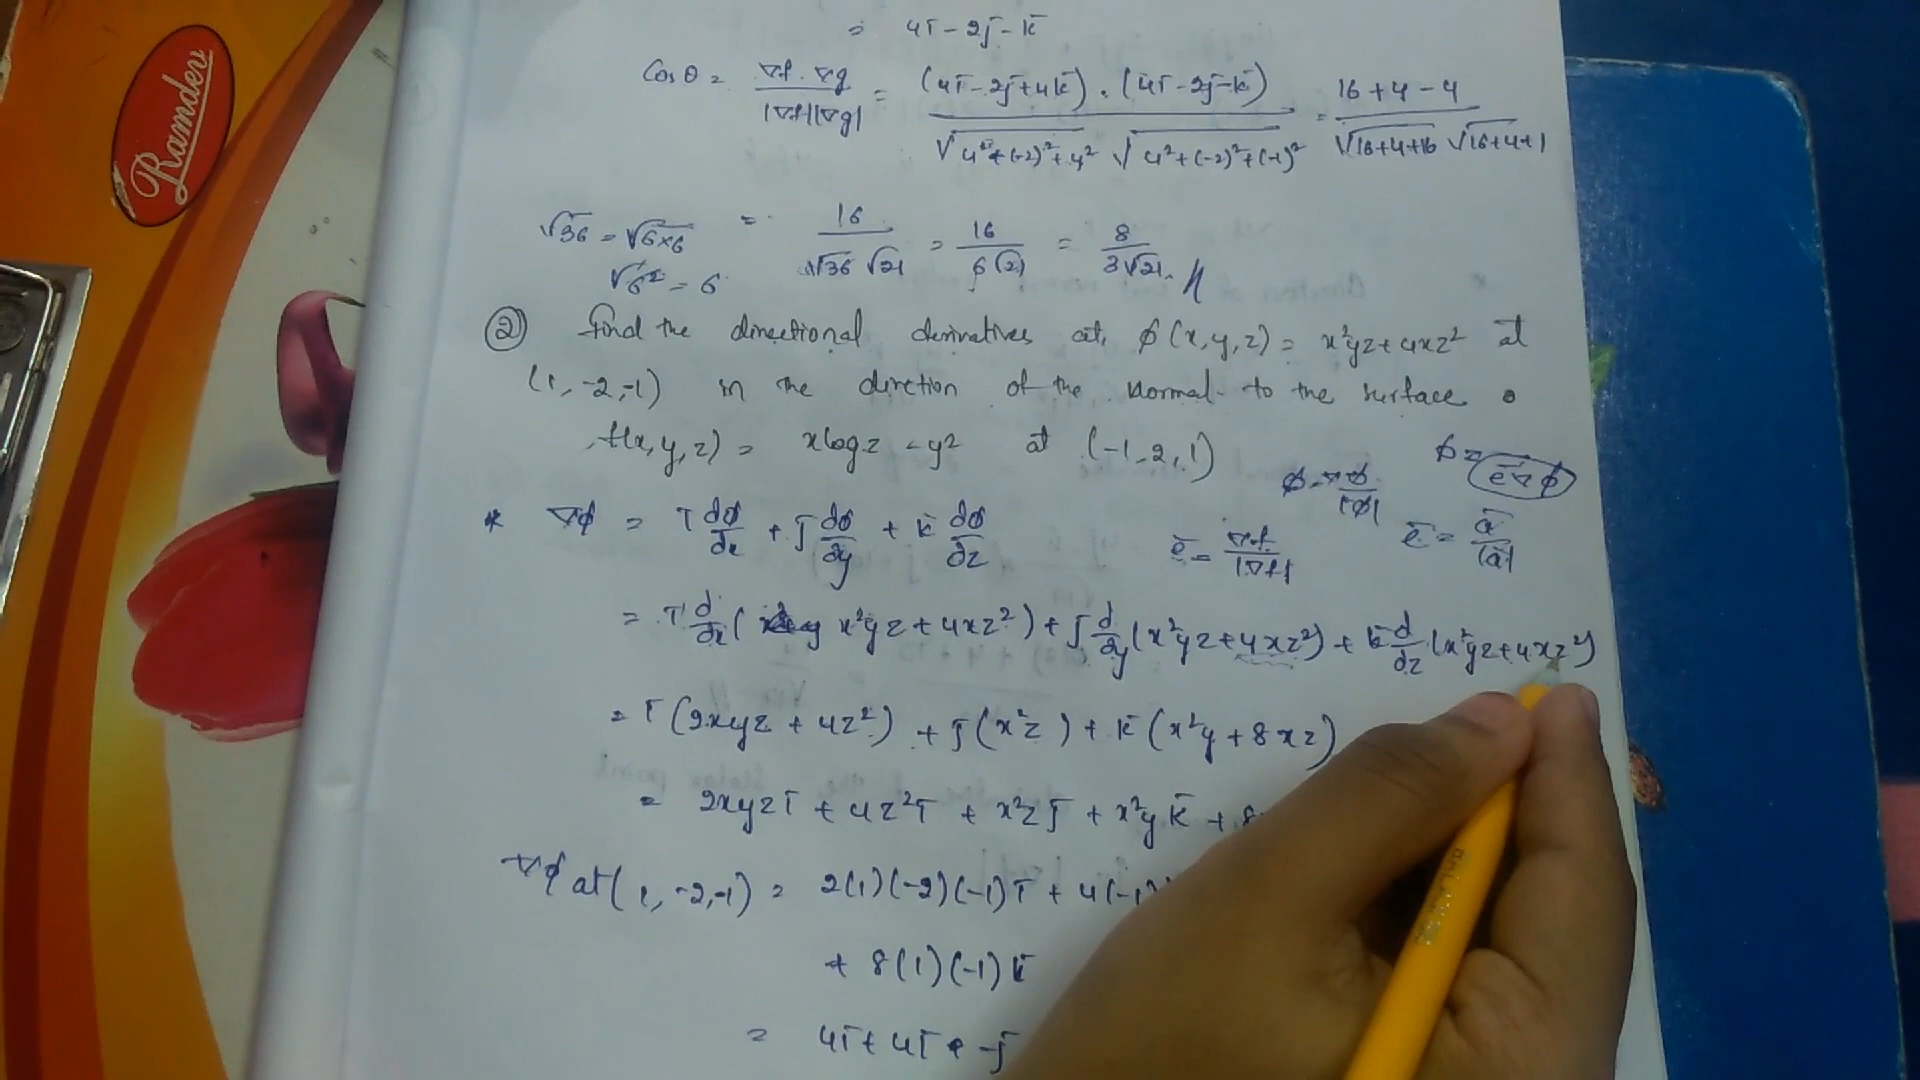 Ramdev
= 4i̅ - 2j̅ - k̅
Cos θ = ∇f . ∇g / |∇f||∇g| = (4i̅ - 2j̅ + 4k̅) . (4i̅ - 2j̅ - k̅) / √4²+(-2)²+4² √4²+(-2)²+(-1)² = 16+4-4 / √16+4+16 √16+4+1
√36 = √6×6 = 16 / √36 √21 = 16 / 6√21 = 8 / 3√21
√6² = 6
② find the directional derivatives at, ϕ(x,y,z) = x²yz+4xz² at
(1,-2,-1) in the direction of the Normal to the surface
f(x,y,z) = xlogz - y² at (-1,2,1)
ϕ = e̅∇ϕ
* ∇ϕ = i̅ dϕ/dx + j̅ dϕ/dy + k̅ dϕ/dz e̅ = ∇f / |∇f| e̅ = a̅ / |a̅|
= i̅ d/dx ( x²yz+4xz²) + j̅ d/dy (x²yz+4xz²) + k̅ d/dz (x²yz+4xz²)
= i̅ (2xyz + 4z²) + j̅ (x²z) + k̅ (x²y + 8xz)
= 2xyz i̅ + 4z² i̅ + x²z j̅ + x²y k̅ + 8
∇ϕ at (1,-2,-1) = 2(1)(-2)(-1) i̅ + 4(-1)
+ 8(1)(-1) k̅
= 4i̅ + 4i̅ - j̅